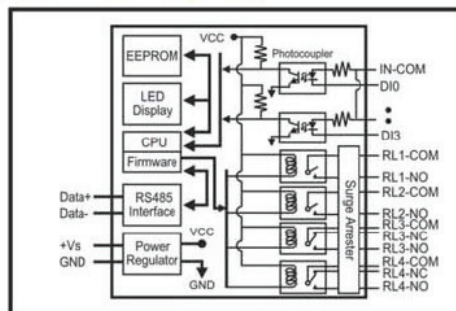 VCC
Photocoupler
EEPROM
LED
Display
CPU
Firmware
RS485
Interface
Power
Regulator
VCC
GND
Data+
Data-
+Vs
GND
Surge Arrester
IN-COM
DI0
DI3
RL1-COM
RL1-NO
RL2-COM
RL2-NO
RL3-COM
RL3-NC
RL3-NO
RL4-COM
RL4-NC
RL4-NO